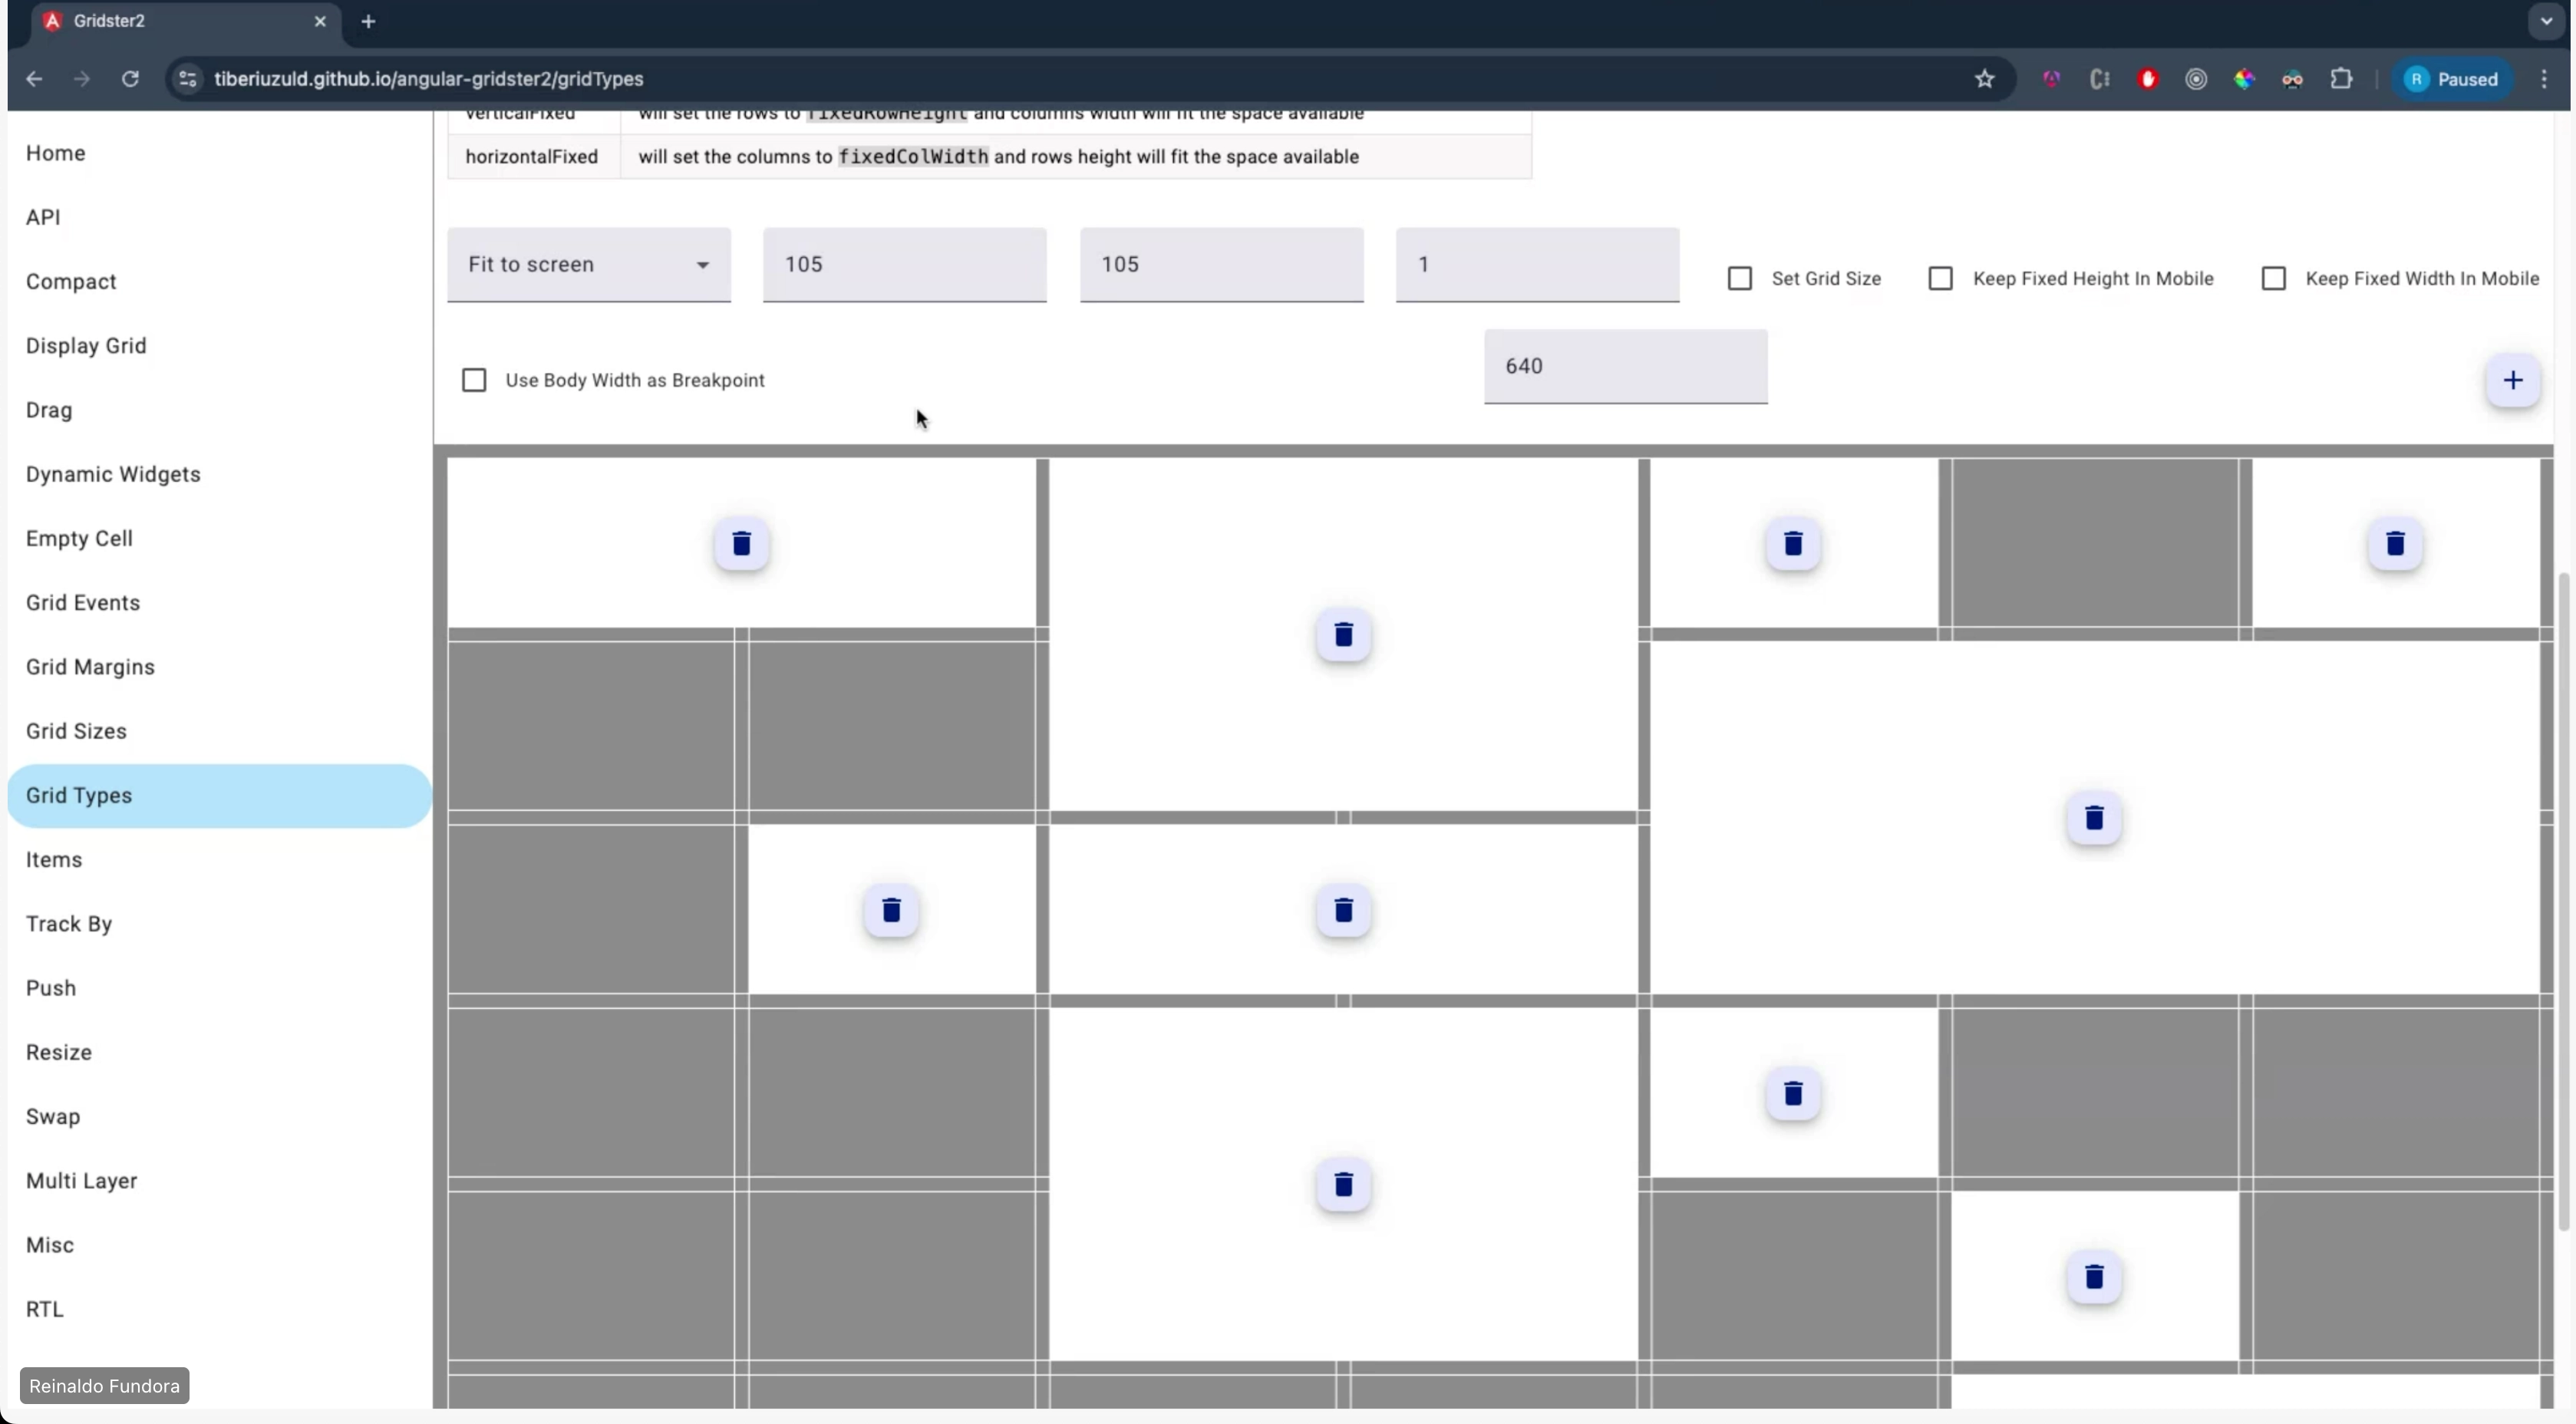 Gridster2
tiberiuzuld.github.io/angular-gridster2/gridTypes
R Paused
verticalFixed will set the rows to fixedRowHeight and columns width will fit the space available
horizontalFixed will set the columns to fixedColWidth and rows height will fit the space available
Fit to screen 105 105 1 Set Grid Size Keep Fixed Height In Mobile Keep Fixed Width In Mobile
Use Body Width as Breakpoint 640
Home
API
Compact
Display Grid
Drag
Dynamic Widgets
Empty Cell
Grid Events
Grid Margins
Grid Sizes
Grid Types
Items
Track By
Push
Resize
Swap
Multi Layer
Misc
RTL
Reinaldo Fundora